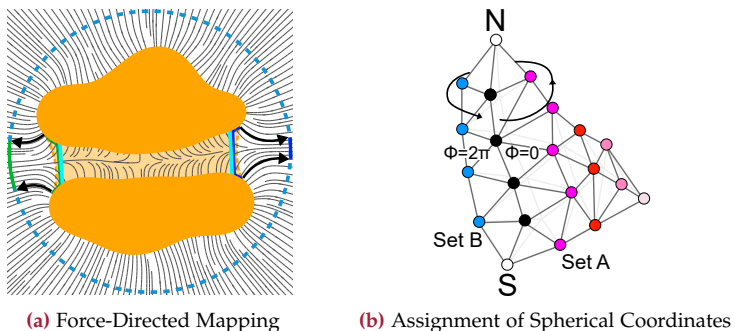 N
Φ=2π Φ=0
Set B
Set A
S
(a) Force-Directed Mapping
(b) Assignment of Spherical Coordinates